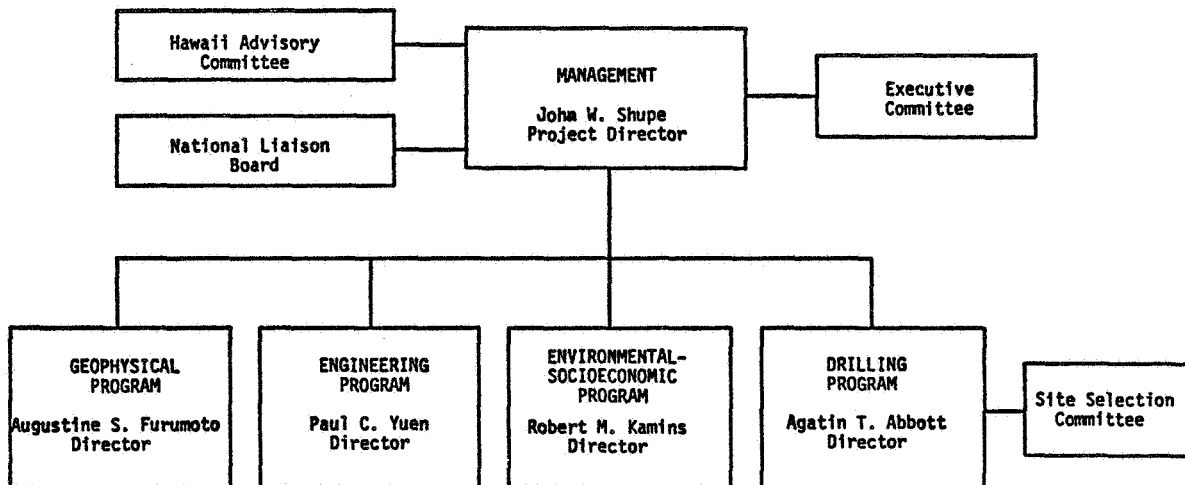 Hawaii Advisory
Committee
National Liaison
Board
MANAGEMENT
John W. Shupe
Project Director
Executive
Committee
GEOPHYSICAL
PROGRAM
Augustine S. Furumoto
Director
ENGINEERING
PROGRAM
Paul C. Yuen
Director
ENVIRONMENTAL-
SOCIOECONOMIC
PROGRAM
Robert M. Kamins
Director
DRILLING
PROGRAM
Agatin T. Abbott
Director
Site Selection
Committee